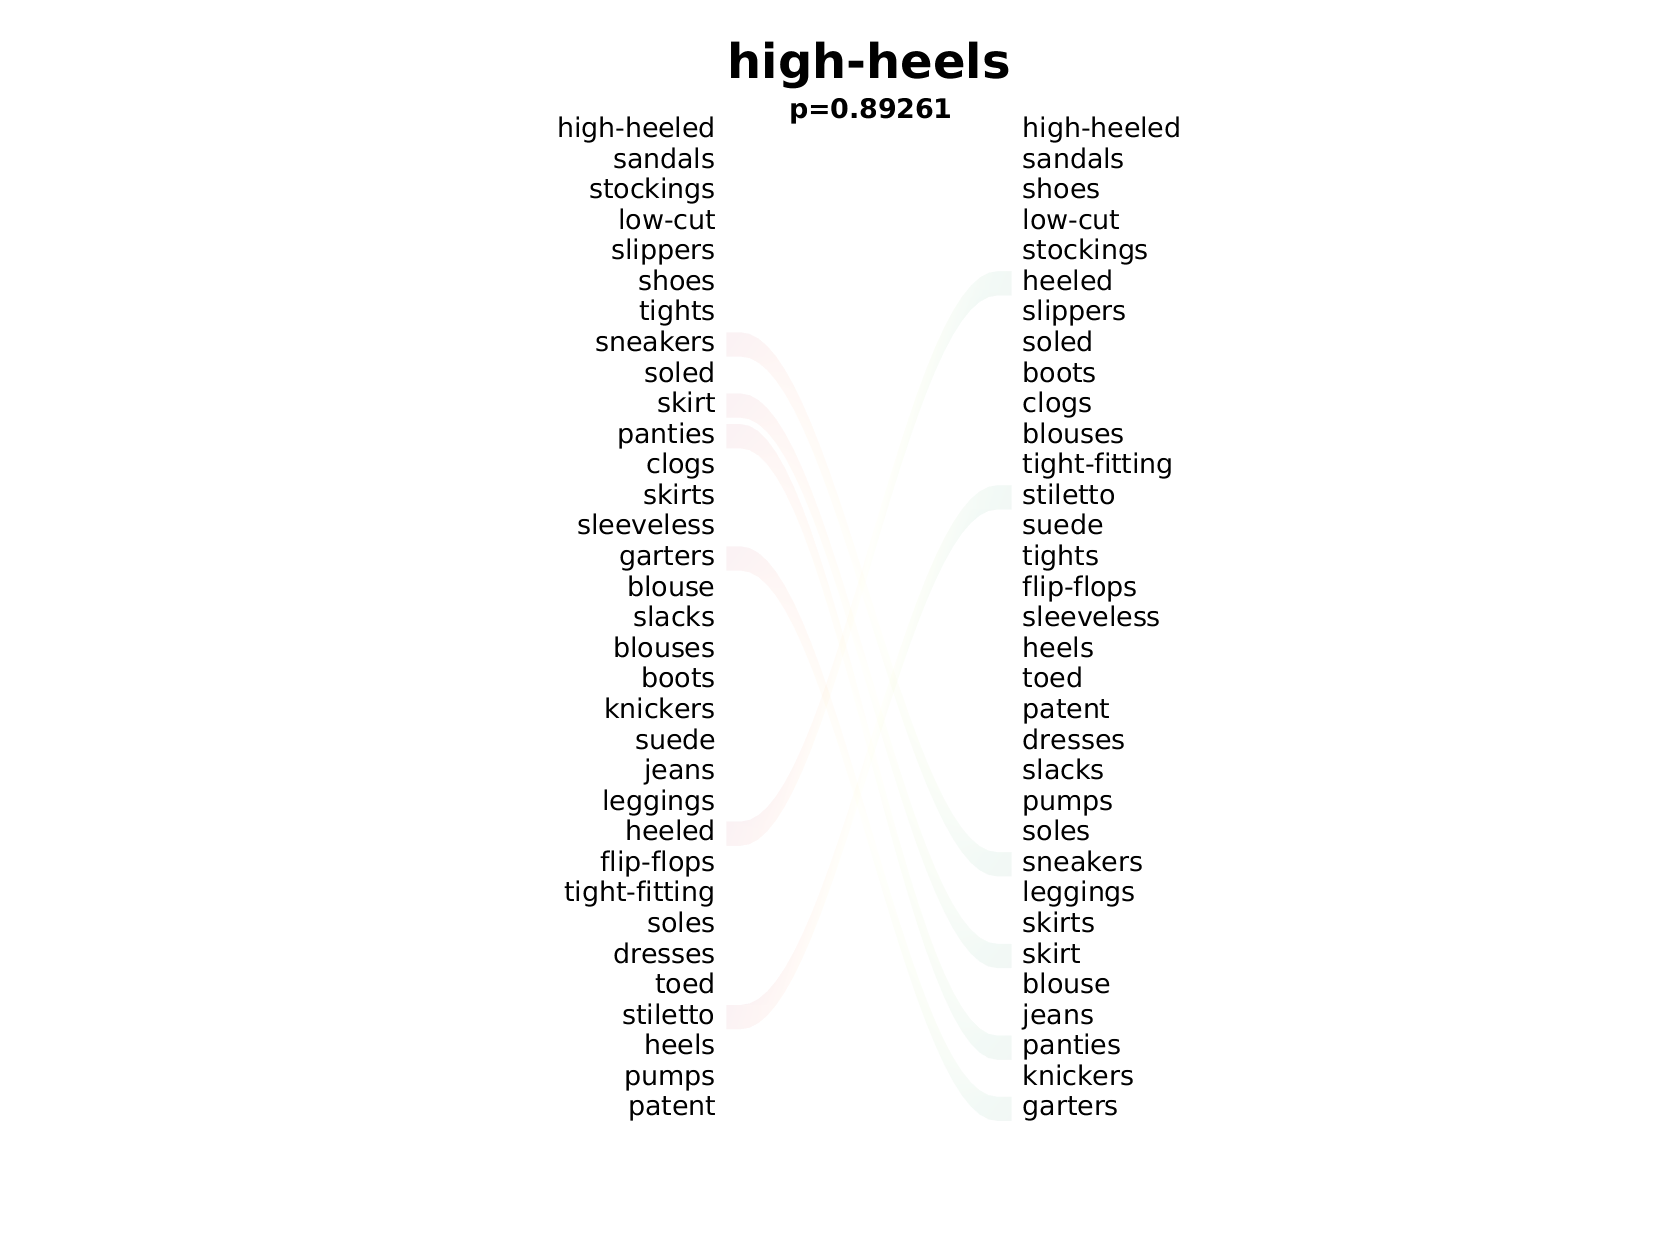 high-heels
p=0.89261
high-heeled high-heeled
sandals sandals
stockings shoes
low-cut low-cut
slippers stockings
shoes heeled
tights slippers
sneakers soled
soled boots
skirt clogs
panties blouses
clogs tight-fitting
skirts stiletto
sleeveless suede
garters tights
blouse flip-flops
slacks sleeveless
blouses heels
boots toed
knickers patent
suede dresses
jeans slacks
leggings pumps
heeled soles
flip-flops sneakers
tight-fitting leggings
soles skirts
dresses skirt
toed blouse
stiletto jeans
heels panties
pumps knickers
patent garters